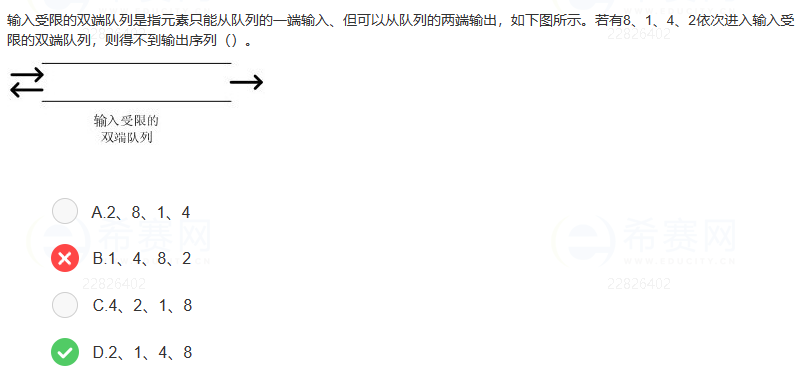 输入受限的双端队列是指元素只能从队列的一端输入、但可以从队列的两端输出，如下图所示。若有8、1、4、2依次进入输入受
限的双端队列，则得不到输出序列（）。
22826402
输入受限的
双端队列
A.2、8、1、4
B.1、4、8、2
希赛网
希赛网
WWW.EDUCITY.CN
22826402
22826402
C.4、2、1、8
D.2、1、4、8